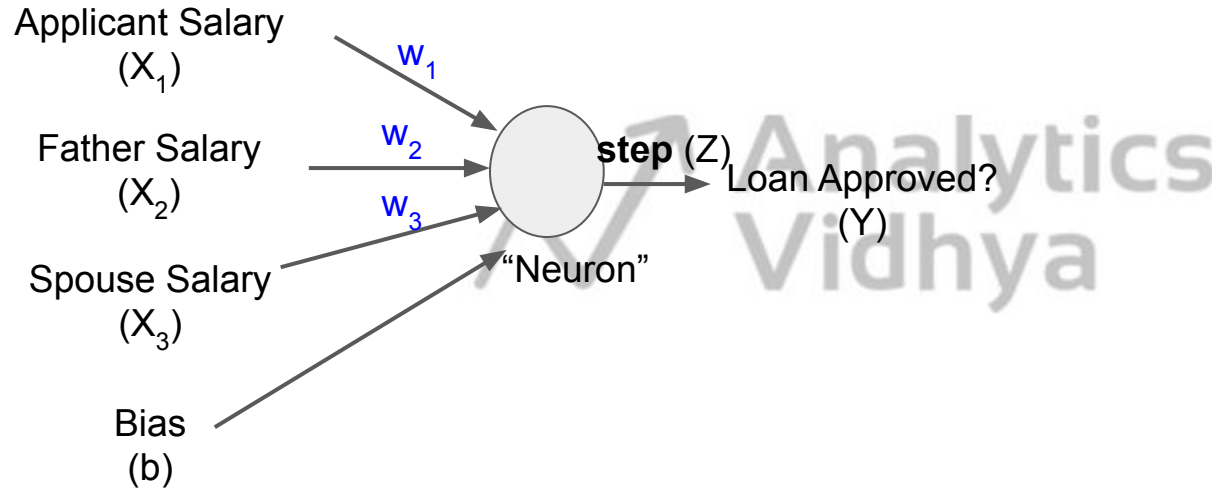 Applicant Salary
(X₁)
w₁
Father Salary
(X₂)
w₂
step (Z)
Loan Approved?
(Y)
w₃
Spouse Salary
(X₃)
“Neuron”
Bias
(b)
Analytics
Vidhya